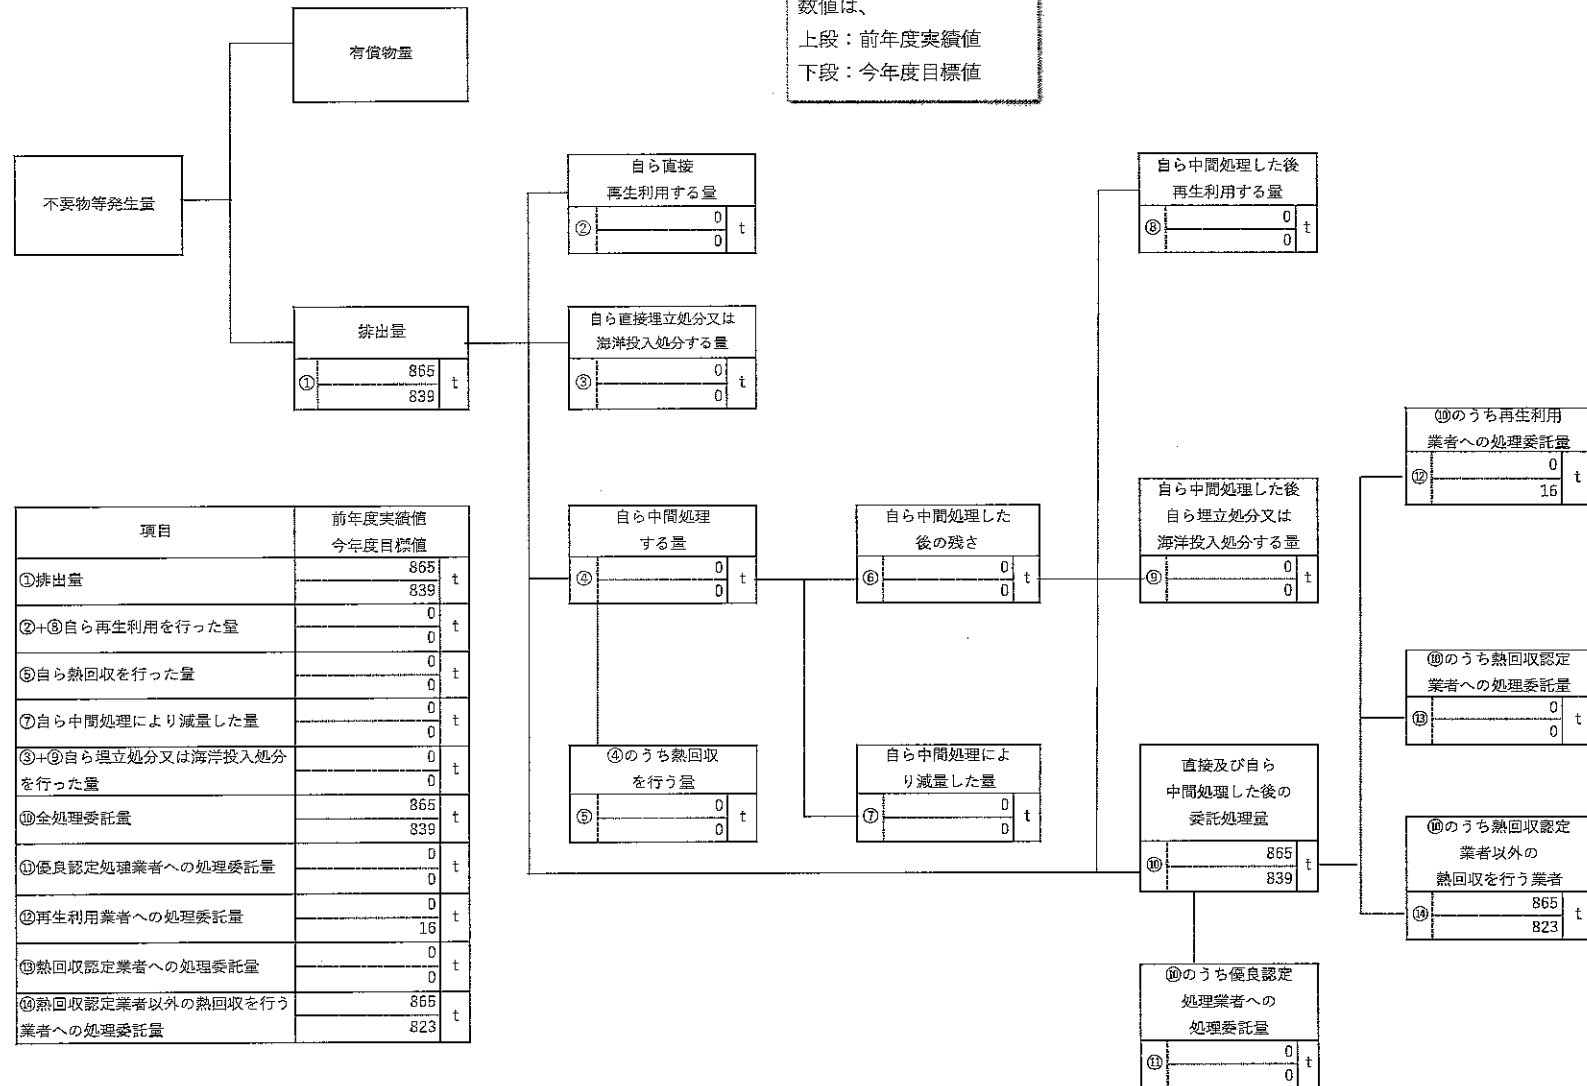 数値は、
上段：前年度実績値
下段：今年度目標値
有償物量
不要物等発生量
排出量
①
865
839
t
自ら直接
再生利用する量
②
0
0
t
自ら直接埋立処分又は
海洋投入処分する量
③
0
0
t
自ら中間処理
する量
④
0
0
t
④のうち熱回収
を行う量
⑤
0
0
t
自ら中間処理した
後の残さ
⑥
0
0
t
自ら中間処理によ
り減量した量
⑦
0
0
t
自ら中間処理した後
再生利用する量
⑧
0
0
t
自ら中間処理した後
自ら埋立処分又は
海洋投入処分する量
⑨
0
0
t
直接及び自ら
中間処理した後の
委託処理量
⑩
865
839
t
⑩のうち優良認定
処理業者への
処理委託量
⑪
0
0
t
⑩のうち再生利用
業者への処理委託量
⑫
0
16
t
⑩のうち熱回収認定
業者への処理委託量
⑬
0
0
t
⑩のうち熱回収認定
業者以外の
熱回収を行う業者
⑭
865
823
t
項目
前年度実績値
今年度目標値
①排出量
865
839
t
②+⑧自ら再生利用を行った量
0
0
t
⑤自ら熱回収を行った量
0
0
t
⑦自ら中間処理により減量した量
0
0
t
③+⑨自ら埋立処分又は海洋投入処分
を行った量
0
0
t
⑩全処理委託量
865
839
t
⑪優良認定処理業者への処理委託量
0
0
t
⑫再生利用業者への処理委託量
0
16
t
⑬熱回収認定業者への処理委託量
0
0
t
⑭熱回収認定業者以外の熱回収を行う
業者への処理委託量
865
823
t